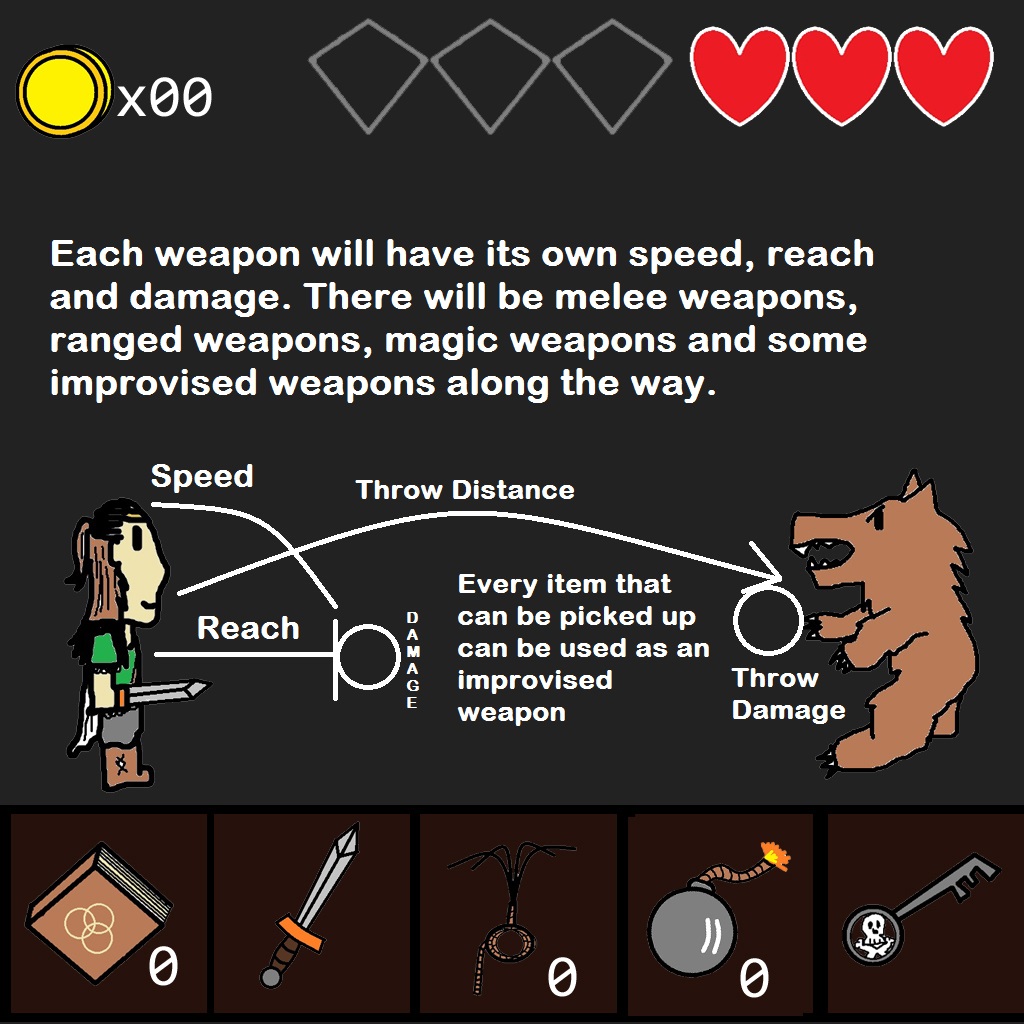 x00
Each weapon will have its own speed, reach
and damage. There will be melee weapons,
ranged weapons, magic weapons and some
improvised weapons along the way.
Speed
Throw Distance
Reach
DAMAGE
Every item that
can be picked up
can be used as an
improvised
weapon
Throw
Damage
0
0
0